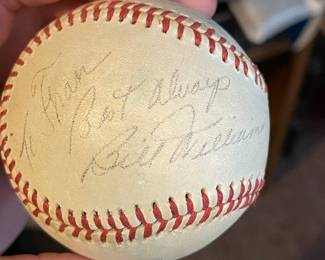 To Fran
Best Always
Bill Williams